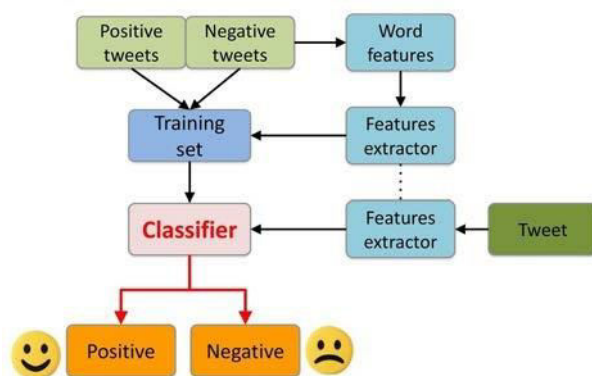 Positive
tweets
Negative
tweets
Word
features
Training
set
Features
extractor
Classifier
Features
extractor
Tweet
Positive
Negative